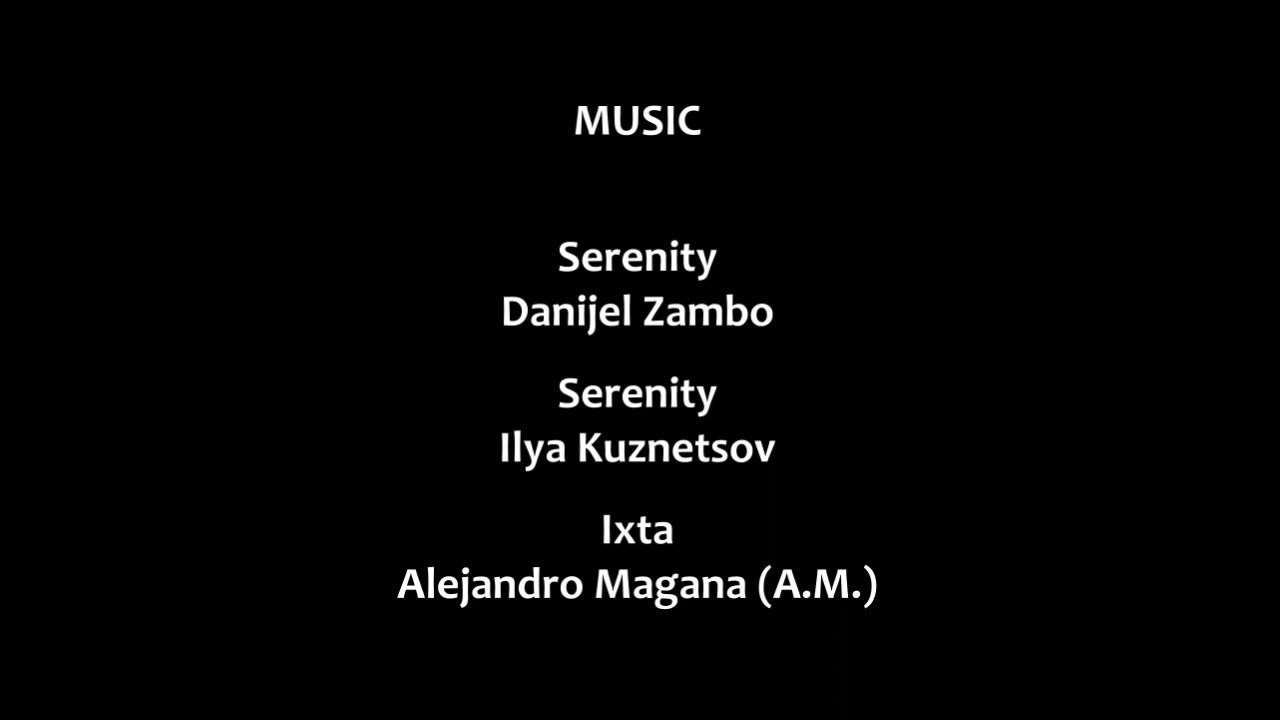 MUSIC
Serenity
Danijel Zambo
Serenity
Ilya Kuznetsov
Ixta
Alejandro Magana (A.M.)